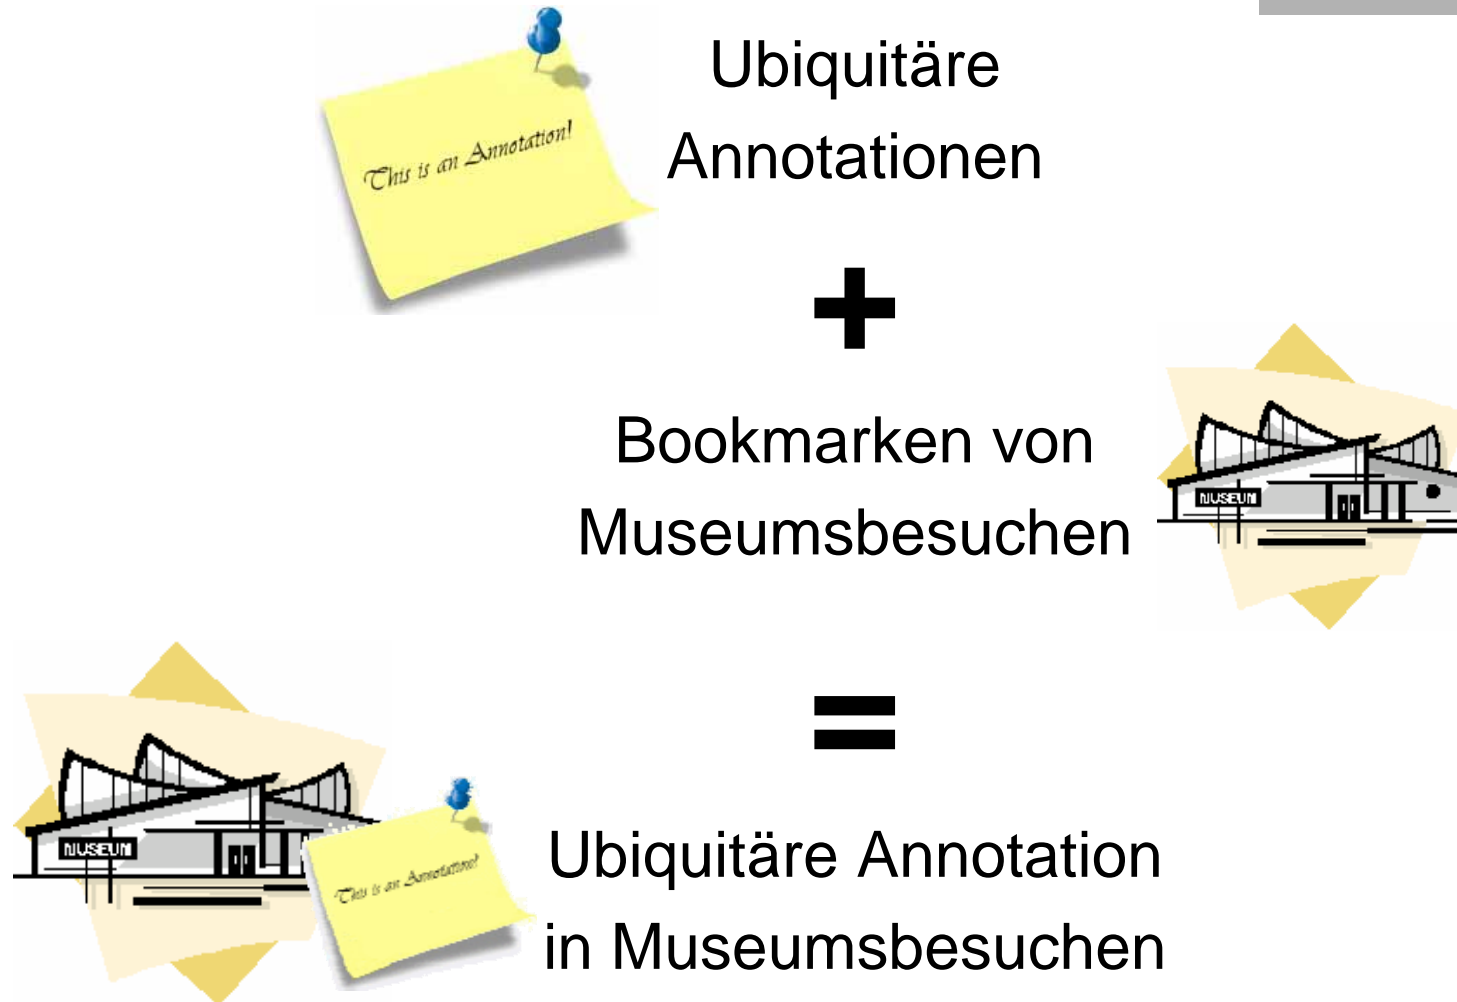 This is an Annotation!
Ubiquitäre
Annotationen
+
Bookmarken von
Museumsbesuchen
MUSEUM
=
MUSEUM
This is an Annotation!
Ubiquitäre Annotation
in Museumsbesuchen